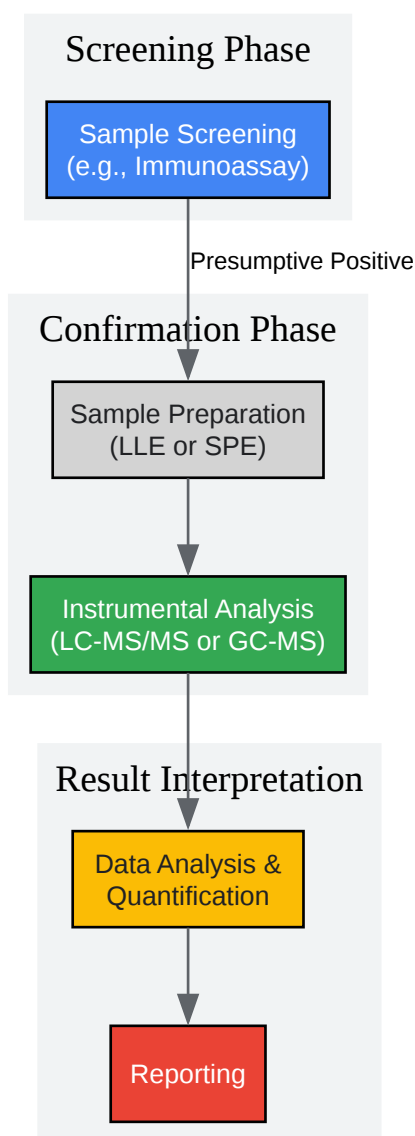 Screening Phase
Sample Screening
(e.g., Immunoassay)
Presumptive Positive
Confirmation Phase
Sample Preparation
(LLE or SPE)
Instrumental Analysis
(LC-MS/MS or GC-MS)
Result Interpretation
Data Analysis &
Quantification
Reporting